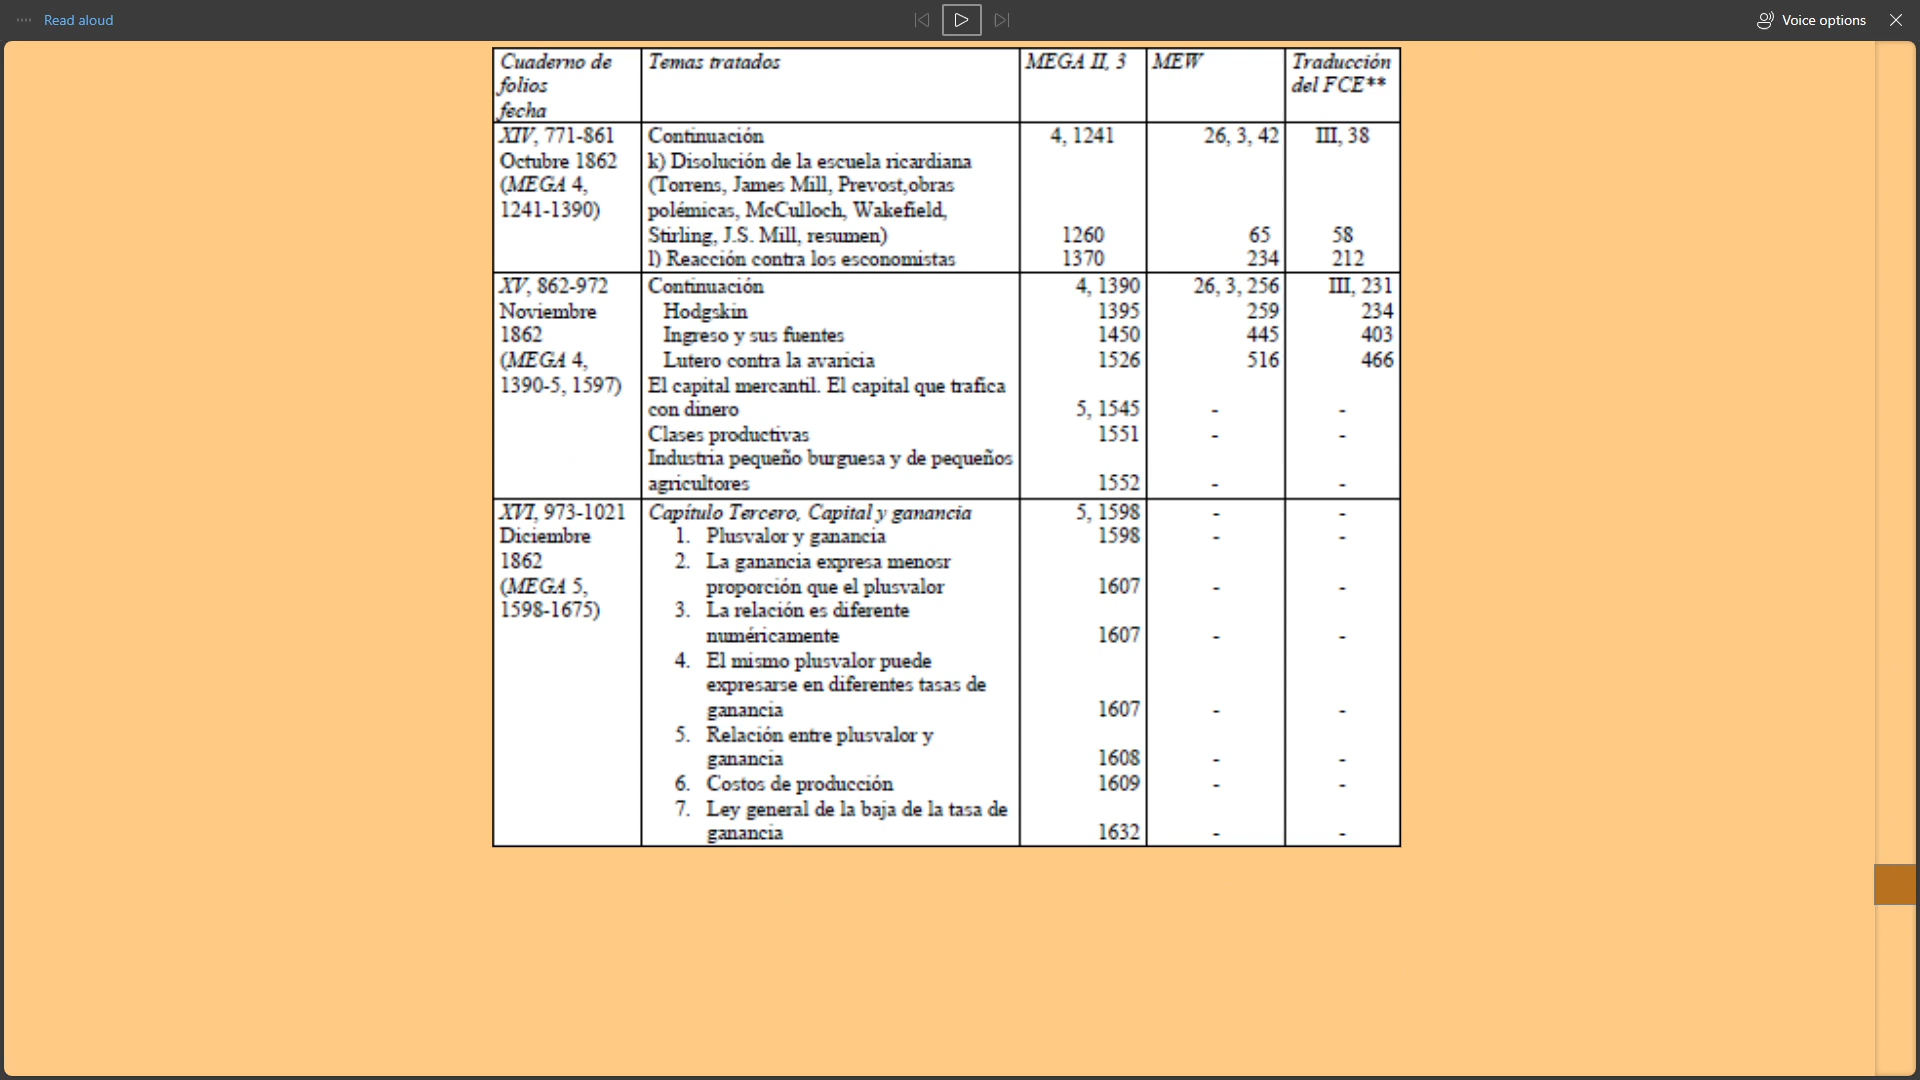 Read aloud
Voice options
Cuaderno de folios fecha | Temas tratados | MEGA II, 3 | MEW | Traducción del FCE**
XIV, 771-861 | Continuación | 4, 1241 | 26, 3, 42 | III, 38
Octubre 1862 | k) Disolución de la escuela ricardiana
(MEGA 4, | (Torrens, James Mill, Prevost,obras
1241-1390) | polémicas, McCulloch, Wakefield,
Stirling, J.S. Mill, resumen) | 1260 | 65 | 58
l) Reacción contra los esconomistas | 1370 | 234 | 212
XV, 862-972 | Continuación | 4, 1390 | 26, 3, 256 | III, 231
Noviembre | Hodgskin | 1395 | 259 | 234
1862 | Ingreso y sus fuentes | 1450 | 445 | 403
(MEGA 4, | Lutero contra la avaricia | 1526 | 516 | 466
1390-5, 1597) | El capital mercantil. El capital que trafica
con dinero | 5, 1545 | - | -
Clases productivas | 1551 | - | -
Industria pequeño burguesa y de pequeños
agricultores | 1552 | - | -
XVI, 973-1021 | Capítulo Tercero, Capital y ganancia | 5, 1598 | - | -
Diciembre | 1. Plusvalor y ganancia | 1598 | - | -
1862 | 2. La ganancia expresa menosr
(MEGA 5, | proporción que el plusvalor | 1607 | - | -
1598-1675) | 3. La relación es diferente
numéricamente | 1607 | - | -
4. El mismo plusvalor puede
expresarse en diferentes tasas de
ganancia | 1607 | - | -
5. Relación entre plusvalor y
ganancia | 1608 | - | -
6. Costos de producción | 1609 | - | -
7. Ley general de la baja de la tasa de
ganancia | 1632 | - | -